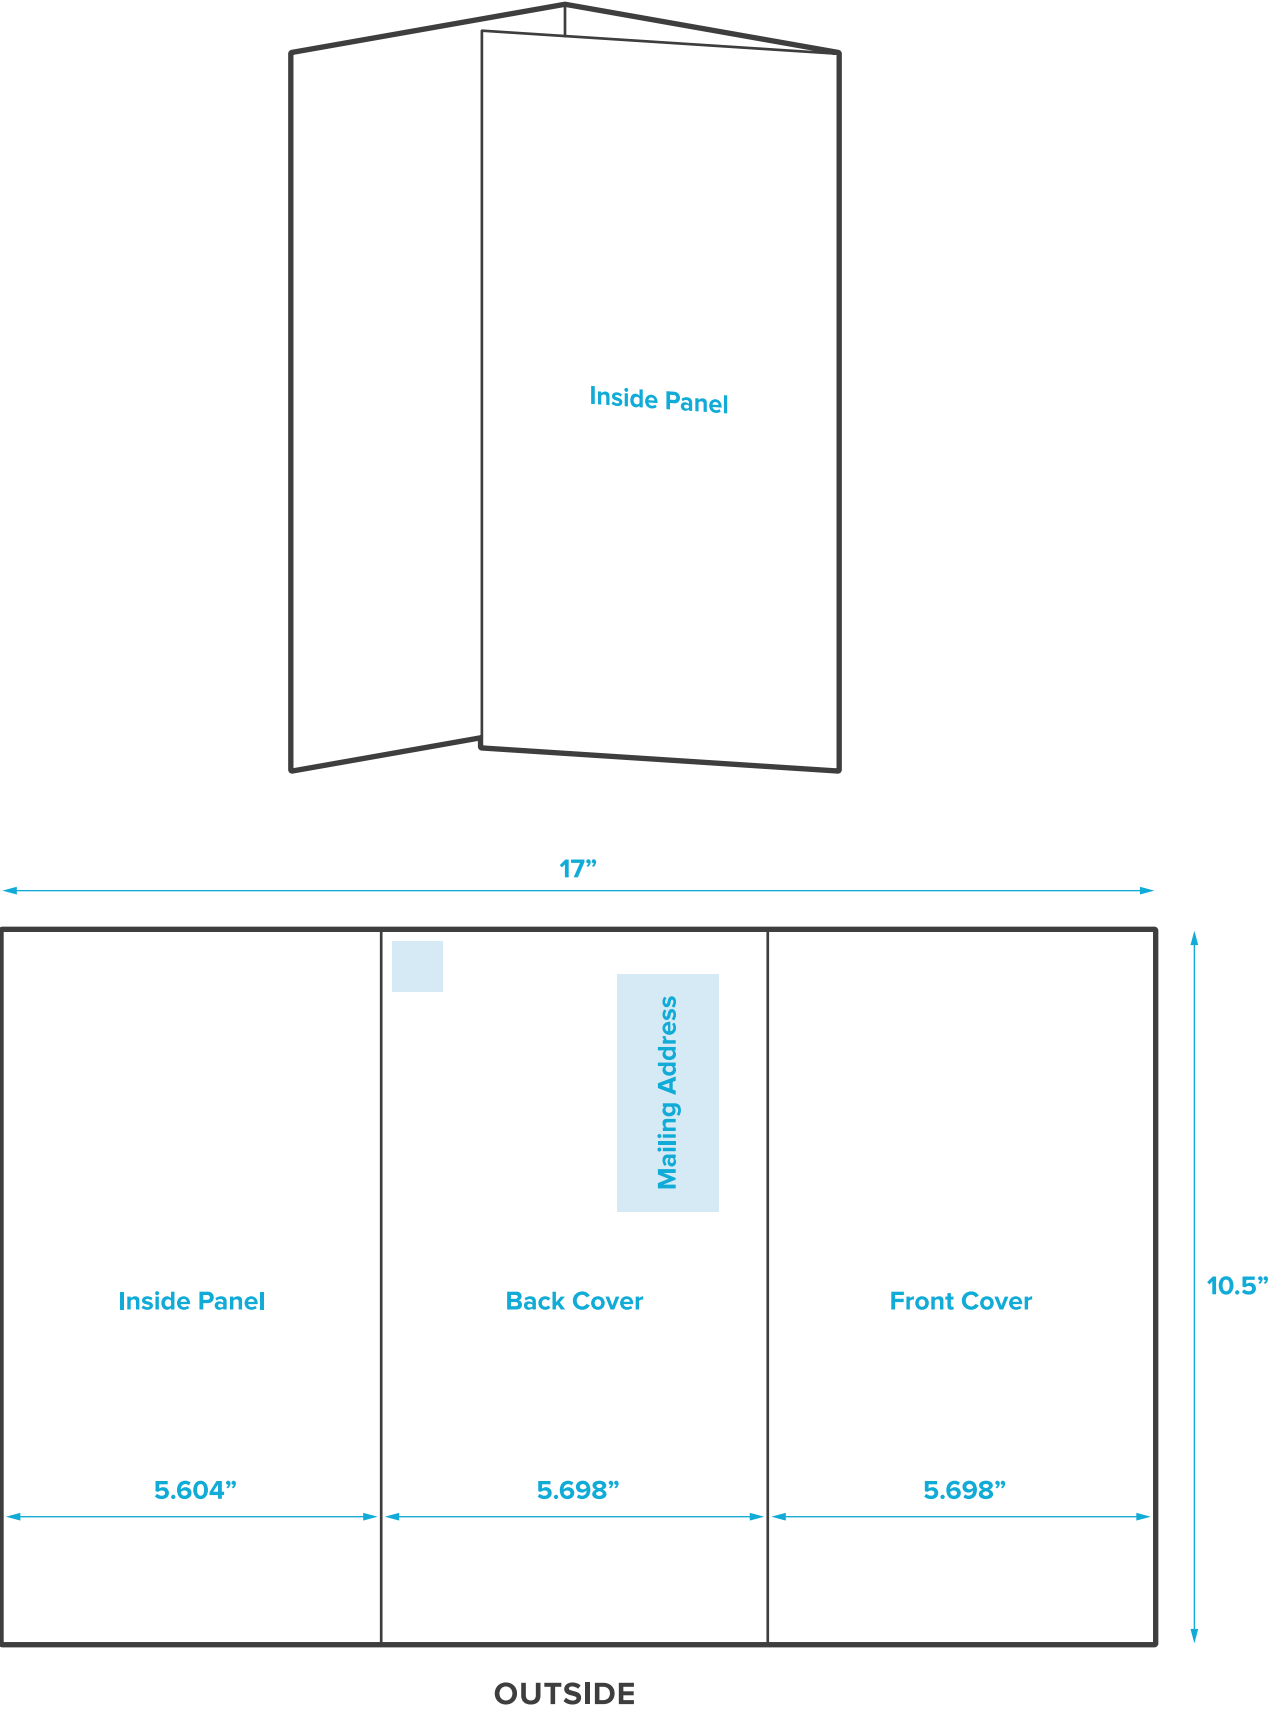 Inside Panel
17”
Mailing Address
Inside Panel
Back Cover
Front Cover
10.5”
5.604”
5.698”
5.698”
OUTSIDE